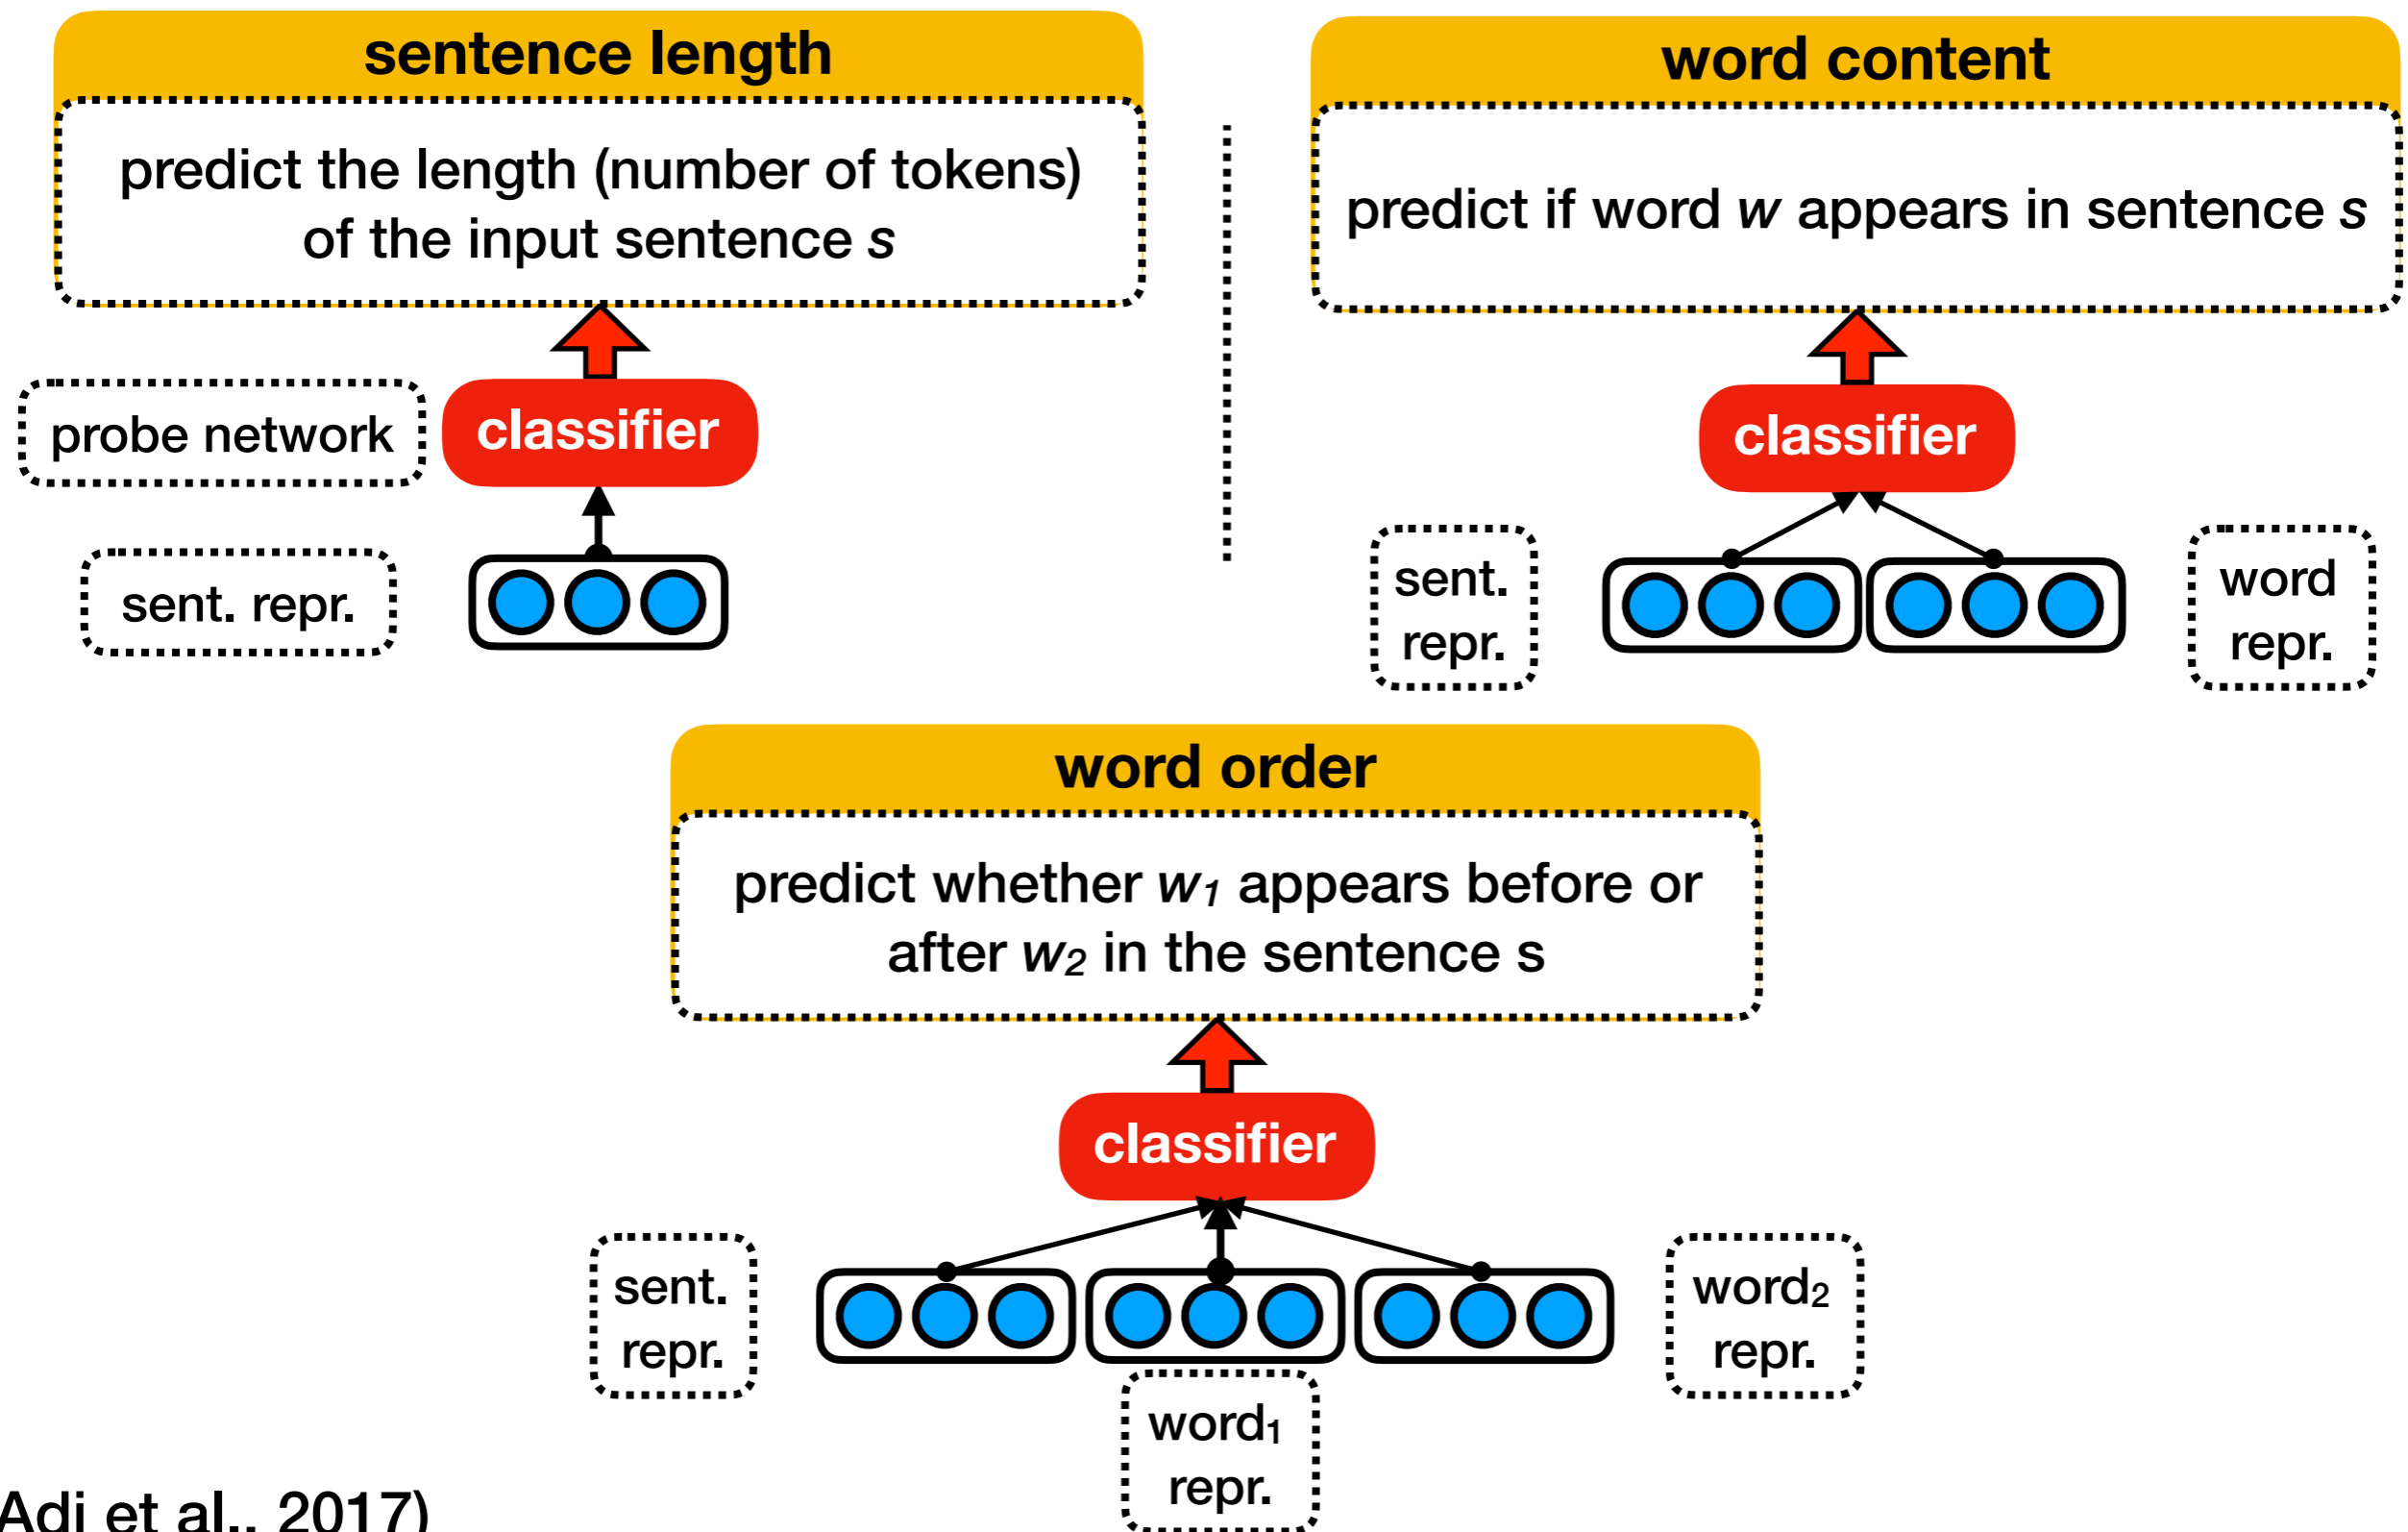 sentence length
predict the length (number of tokens)
of the input sentence s
probe network
classifier
sent. repr.
word content
predict if word w appears in sentence s
classifier
sent.
repr.
word
repr.
word order
predict whether w₁ appears before or
after w₂ in the sentence s
classifier
sent.
repr.
word₁
repr.
word₂
repr.
Adi et al., 2017)